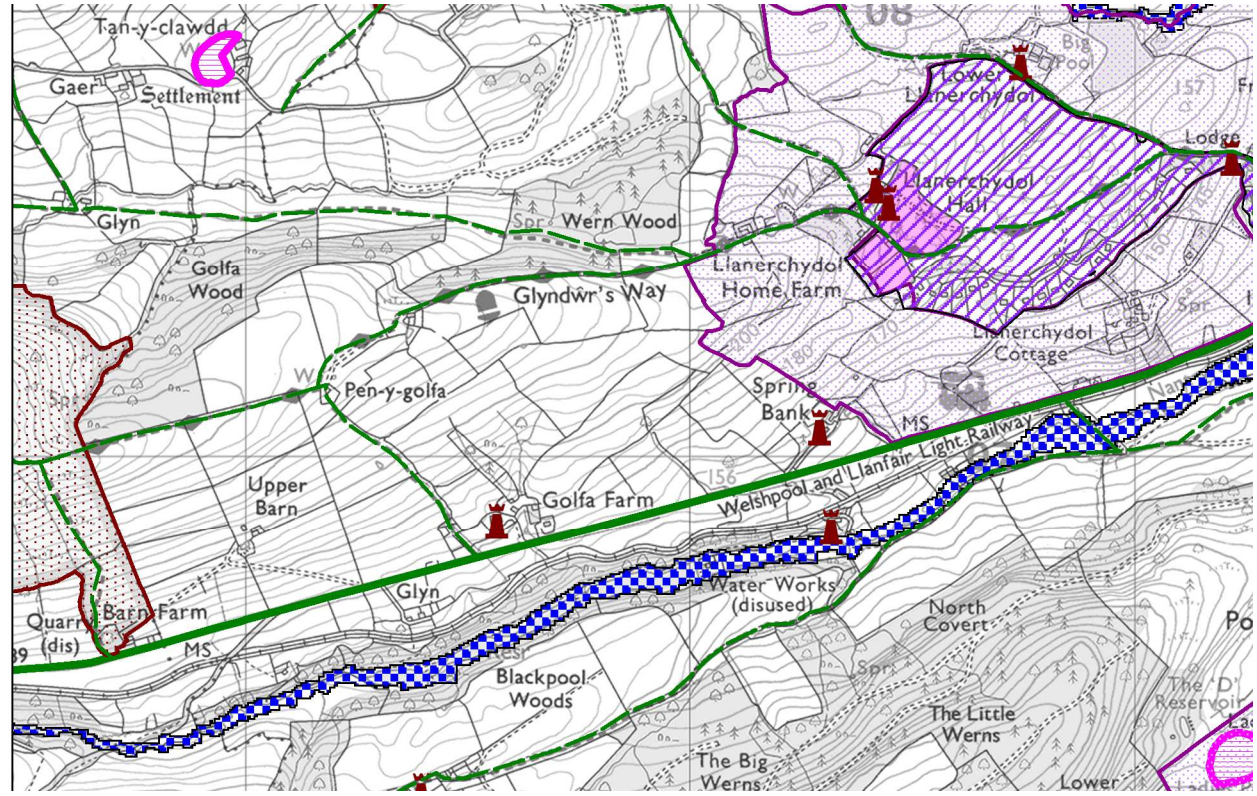 Tan-y-clawdd
08
Big
Pool
Gaer
Settlement
Lower
Llanerchydol
157
Lodge
Llanerchydol
Hall
W
Glyn
Spr
Wern Wood
Golfa
Wood
Llanerchydol
Home Farm
Glyndŵr's Way
Spr
Llanerchydol
Cottage
W
Pen-y-golfa
Spring
Bank
MS
156
Welshpool and Llanfair Light Railway
Upper
Barn
Golfa Farm
Glyn
Water Works
(disused)
Barn Farm
Quarry
(dis)
MS
North
Covert
Blackpool
Woods
The Little
Werns
The Big
Werns
Lower